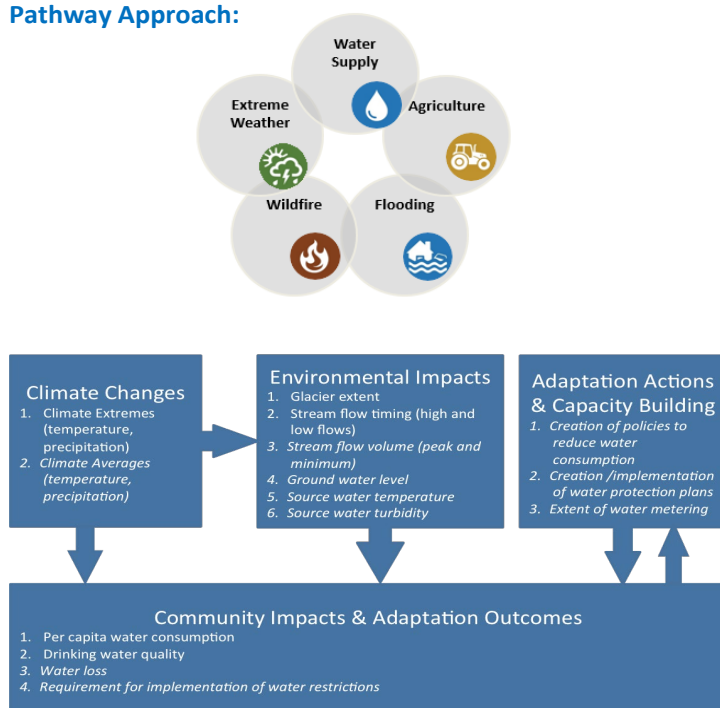 Pathway Approach:
Water
Supply
Extreme
Weather
Agriculture
Wildfire
Flooding
Climate Changes
1. Climate Extremes
(temperature,
precipitation)
2. Climate Averages
(temperature,
precipitation)
Environmental Impacts
1. Glacier extent
2. Stream flow timing (high and
low flows)
3. Stream flow volume (peak and
minimum)
4. Ground water level
5. Source water temperature
6. Source water turbidity
Adaptation Actions
& Capacity Building
1. Creation of policies to
reduce water
consumption
2. Creation /implementation
of water protection plans
3. Extent of water metering
Community Impacts & Adaptation Outcomes
1. Per capita water consumption
2. Drinking water quality
3. Water loss
4. Requirement for implementation of water restrictions